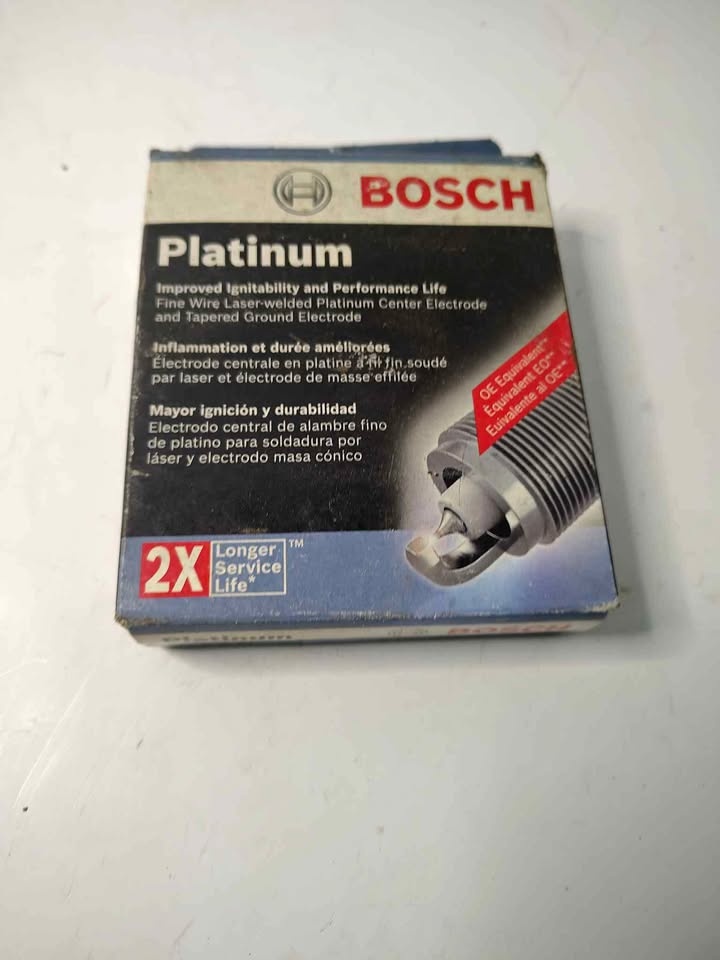 BOSCH
Platinum
Improved Ignitability and Performance Life
Fine Wire Laser-welded Platinum Center Electrode
and Tapered Ground Electrode
Inflammation et durée améliorées
Électrode centrale en platine à fil fin soudé
par laser et électrode de masse effilée
Mayor ignición y durabilidad
Electrodo central de alambre fino
de platino para soldadura por
láser y electrodo masa cónico
OE Equivalent**
Équivalent EO**
Euivalente al OE**
2X
Longer
Service
Life*
™
Platinum
BOSCH